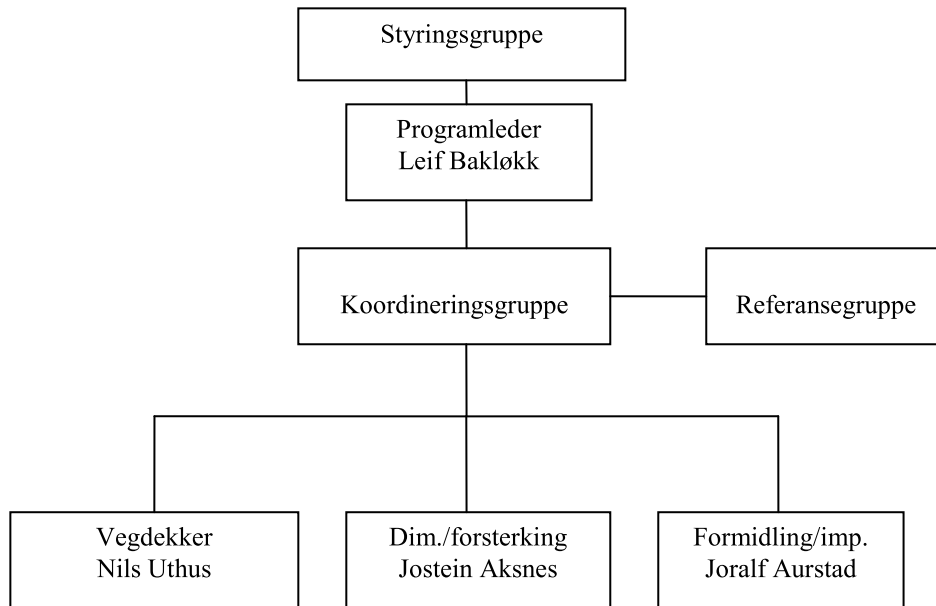 Styringsgruppe
Programleder
Leif Bakløkk
Koordineringsgruppe
Referansegruppe
Vegdekker
Nils Uthus
Dim./forsterking
Jostein Aksnes
Formidling/imp.
Joralf Aurstad